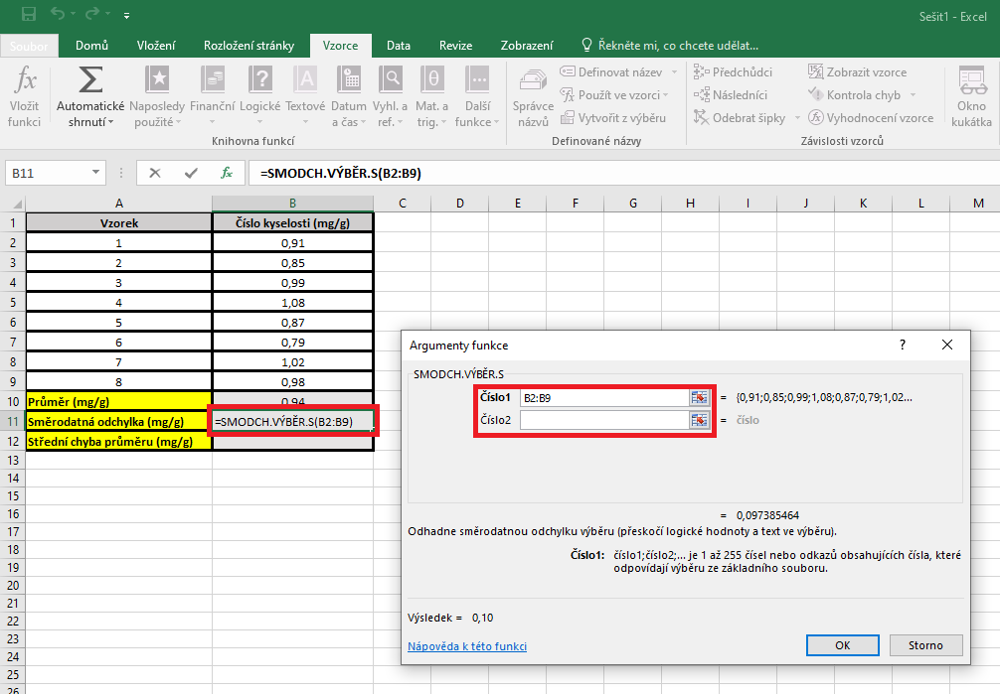 Sešit1 - Excel
Soubor Domů Vložení Rozložení stránky Vzorce Data Revize Zobrazení Řekněte mi, co chcete udělat...
fx Σ ? A θ ...
Vložit funkci
Automatické shrnutí
Naposledy použité
Finanční
Logické
Textové
Datum a čas
Vyhl. a ref.
Mat. a trig.
Další funkce
Knihovna funkcí
Správce názvů
Definovat název
Použít ve vzorci
Vytvořit z výběru
Definované názvy
Předchůdci
Následníci
Odebrat šipky
Zobrazit vzorce
Kontrola chyb
Vyhodnocení vzorce
Závislosti vzorců
Okno kukátka
B11 fx =SMODCH.VÝBĚR.S(B2:B9)
A B C D E F G H I J K L M
1 Vzorek Číslo kyselosti (mg/g)
2 1 0,91
3 2 0,85
4 3 0,99
5 4 1,08
6 5 0,87
7 6 0,79
8 7 1,02
9 8 0,98
10 Průměr (mg/g) 0,94
11 Směrodatná odchylka (mg/g) =SMODCH.VÝBĚR.S(B2:B9)
12 Střední chyba průměru (mg/g)
13
14
15
16
17
18
19
20
21
22
23
24
25
26
Argumenty funkce ?
SMODCH.VÝBĚR.S
Číslo1 B2:B9 = {0,91;0,85;0,99;1,08;0,87;0,79;1,02...
Číslo2 = číslo
= 0,097385464
Odhadne směrodatnou odchylku výběru (přeskočí logické hodnoty a text ve výběru).
Číslo1: číslo1;číslo2;... je 1 až 255 čísel nebo odkazů obsahujících čísla, které
odpovídají výběru ze základního souboru.
Výsledek = 0,10
Nápověda k této funkci OK Storno